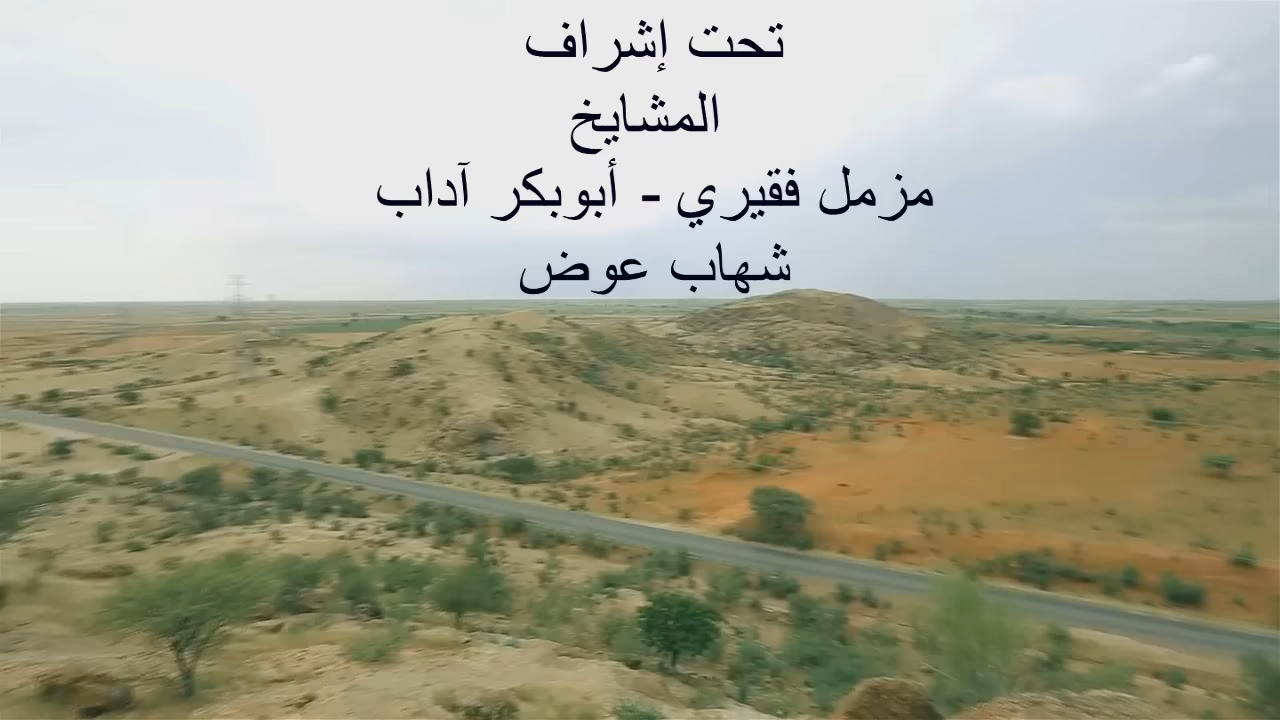 تحت إشراف
المشايخ
مزمل فقيري - أبوبكر آداب
شهاب عوض